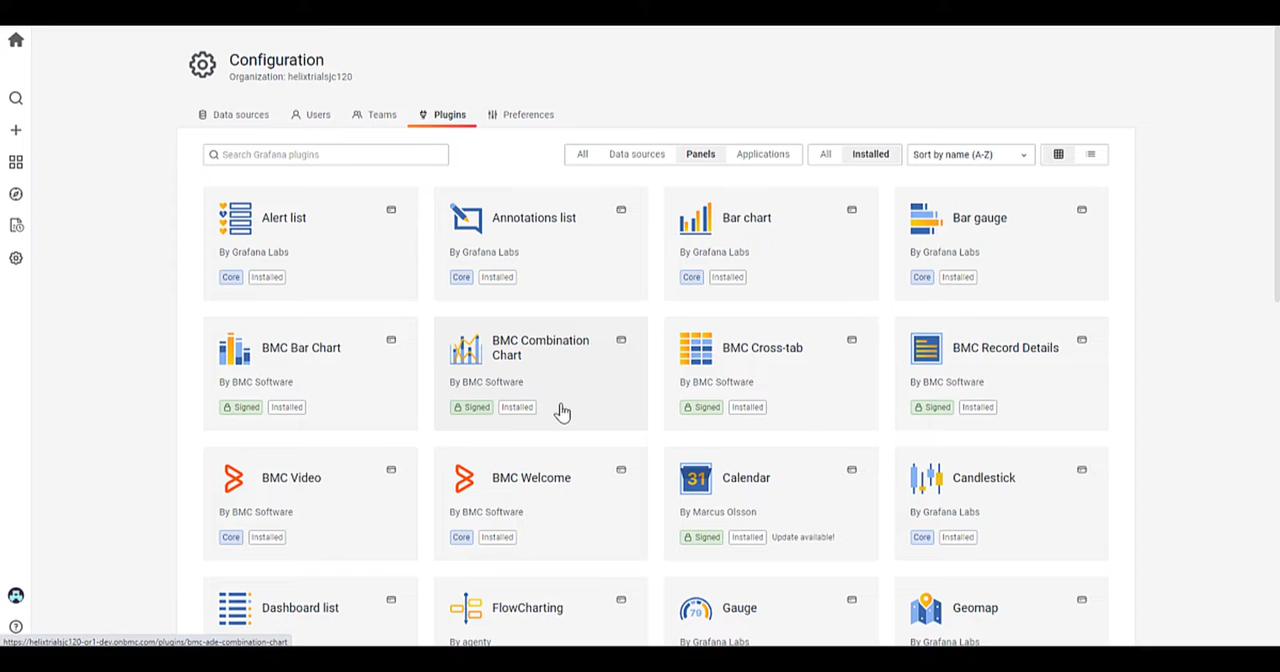 Configuration
Organization: helixtrialsjc120
Data sources Users Teams Plugins Preferences
Search Grafana plugins All Data sources Panels Applications All Installed Sort by name (A-Z)
Alert list Annotations list Bar chart Bar gauge
By Grafana Labs By Grafana Labs By Grafana Labs By Grafana Labs
Core Installed Core Installed Core Installed Core Installed
BMC Bar Chart BMC Combination Chart BMC Cross-tab BMC Record Details
By BMC Software By BMC Software By BMC Software By BMC Software
Signed Installed Signed Installed Signed Installed Signed Installed
BMC Video BMC Welcome 31 Calendar Candlestick
By BMC Software By BMC Software By Marcus Olsson By Grafana Labs
Core Installed Core Installed Signed Installed Update available! Core Installed
Dashboard list FlowCharting 79 Gauge Geomap
By Grafana Labs By agenty By Grafana Labs By Grafana Labs
https://helixtrialsjc120-or1-dev.onbmc.com/plugins/bmc-ade-combination-chart